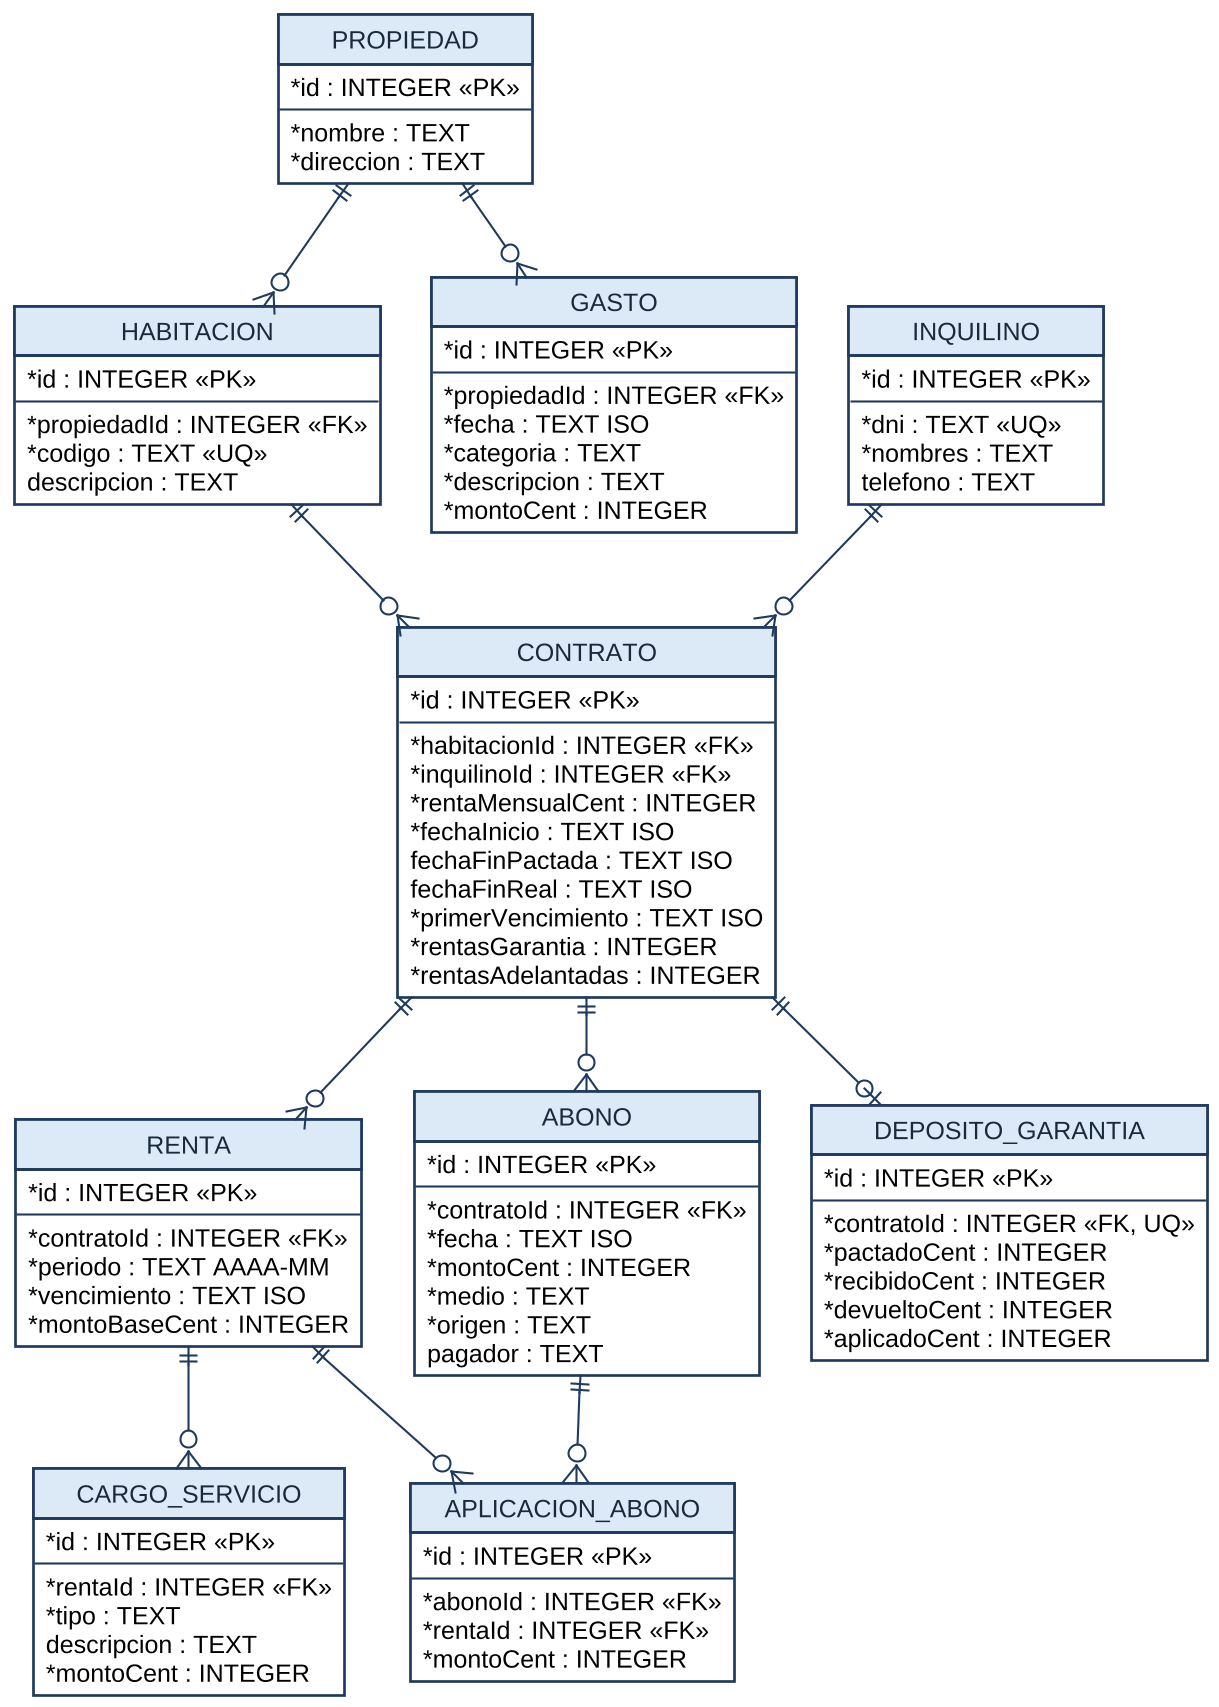 PROPIEDAD
*id : INTEGER «PK»
*nombre : TEXT
*direccion : TEXT
HABITACION
*id : INTEGER «PK»
*propiedadId : INTEGER «FK»
*codigo : TEXT «UQ»
descripcion : TEXT
GASTO
*id : INTEGER «PK»
*propiedadId : INTEGER «FK»
*fecha : TEXT ISO
*categoria : TEXT
*descripcion : TEXT
*montoCent : INTEGER
INQUILINO
*id : INTEGER «PK»
*dni : TEXT «UQ»
*nombres : TEXT
telefono : TEXT
CONTRATO
*id : INTEGER «PK»
*habitacionId : INTEGER «FK»
*inquilinoId : INTEGER «FK»
*rentaMensualCent : INTEGER
*fechaInicio : TEXT ISO
fechaFinPactada : TEXT ISO
fechaFinReal : TEXT ISO
*primerVencimiento : TEXT ISO
*rentasGarantia : INTEGER
*rentasAdelantadas : INTEGER
RENTA
*id : INTEGER «PK»
*contratoId : INTEGER «FK»
*periodo : TEXT AAAA-MM
*vencimiento : TEXT ISO
*montoBaseCent : INTEGER
ABONO
*id : INTEGER «PK»
*contratoId : INTEGER «FK»
*fecha : TEXT ISO
*montoCent : INTEGER
*medio : TEXT
*origen : TEXT
pagador : TEXT
DEPOSITO_GARANTIA
*id : INTEGER «PK»
*contratoId : INTEGER «FK, UQ»
*pactadoCent : INTEGER
*recibidoCent : INTEGER
*devueltoCent : INTEGER
*aplicadoCent : INTEGER
CARGO_SERVICIO
*id : INTEGER «PK»
*rentaId : INTEGER «FK»
*tipo : TEXT
descripcion : TEXT
*montoCent : INTEGER
APLICACION_ABONO
*id : INTEGER «PK»
*abonoId : INTEGER «FK»
*rentaId : INTEGER «FK»
*montoCent : INTEGER